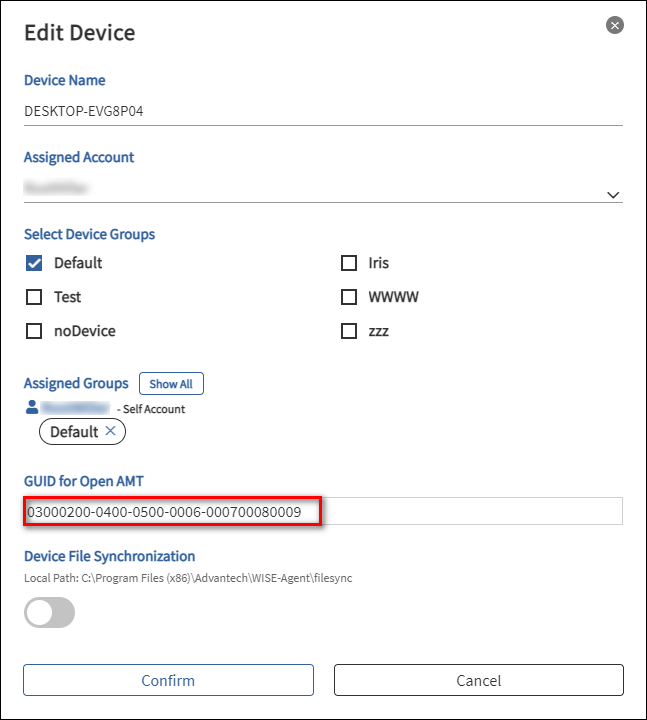 Edit Device
Device Name
DESKTOP-EVG8P04
Assigned Account
Select Device Groups
Default
Iris
Test
WWWW
noDevice
zzz
Assigned Groups Show All
- Self Account
Default
GUID for Open AMT
03000200-0400-0500-0006-000700080009
Device File Synchronization
Local Path: C:\Program Files (x86)\Advantech\WISE-Agent\filesync
Confirm Cancel